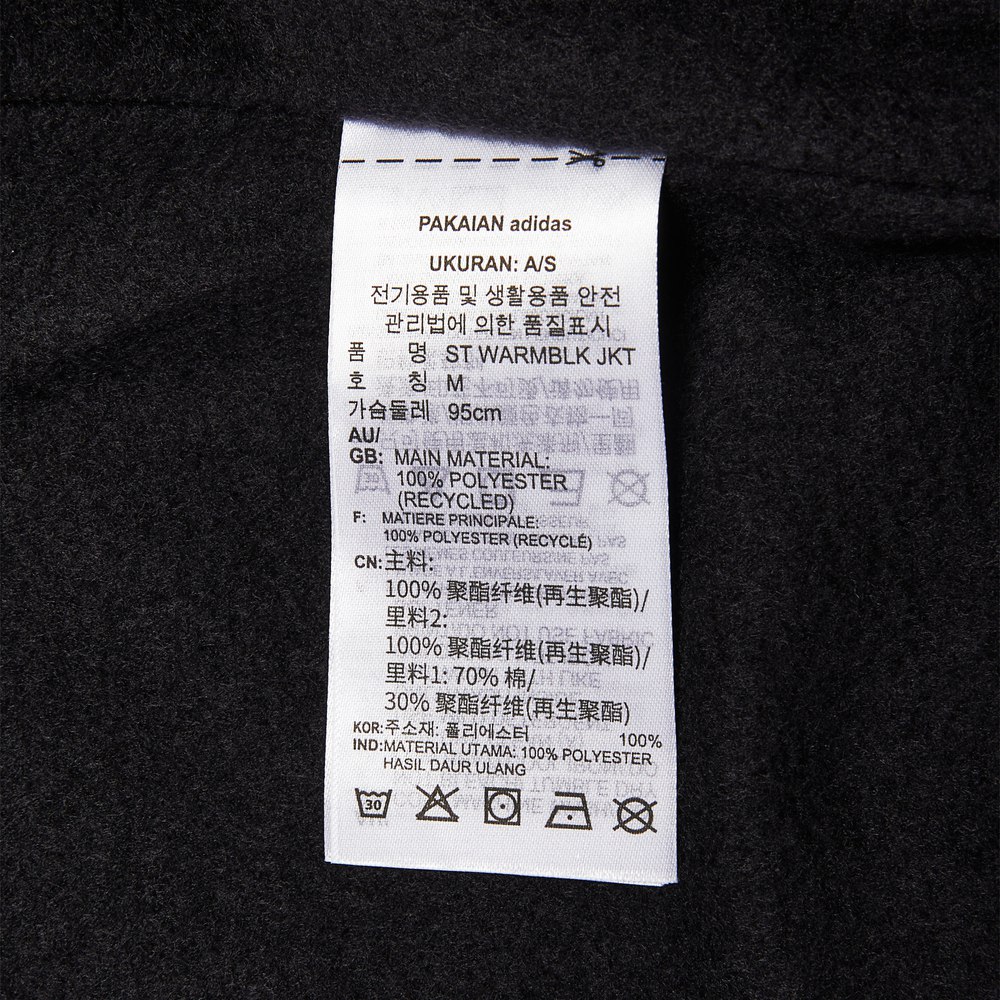 PAKAIAN adidas
UKURAN: A/S
전기용품 및 생활용품 안전
관리법에 의한 품질표시
품 명 ST WARMBLK JKT
호 칭 M
가슴둘레 95cm
AU/
GB: MAIN MATERIAL:
100% POLYESTER
(RECYCLED)
F: MATIERE PRINCIPALE:
100% POLYESTER (RECYCLÉ)
CN: 主料:
100% 聚酯纤维(再生聚酯)/
里料2:
100% 聚酯纤维(再生聚酯)/
里料1: 70% 棉/
30% 聚酯纤维(再生聚酯)
KOR: 주소재: 폴리에스터 100%
IND: MATERIAL UTAMA: 100% POLYESTER
HASIL DAUR ULANG
30